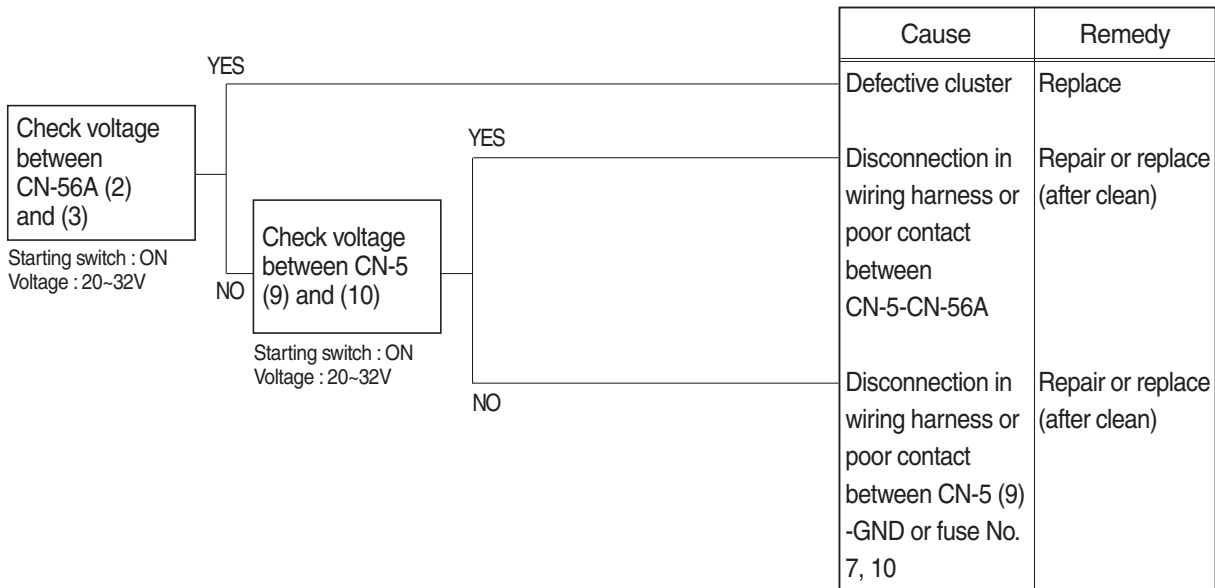 YES
Check voltage
between
CN-56A (2)
and (3)
Starting switch : ON
Voltage : 20~32V
NO
Check voltage
between CN-5
(9) and (10)
Starting switch : ON
Voltage : 20~32V
YES
NO
Cause
Remedy
Defective cluster
Replace
Disconnection in
wiring harness or
poor contact
between
CN-5-CN-56A
Repair or replace
(after clean)
Disconnection in
wiring harness or
poor contact
between CN-5 (9)
-GND or fuse No.
7, 10
Repair or replace
(after clean)